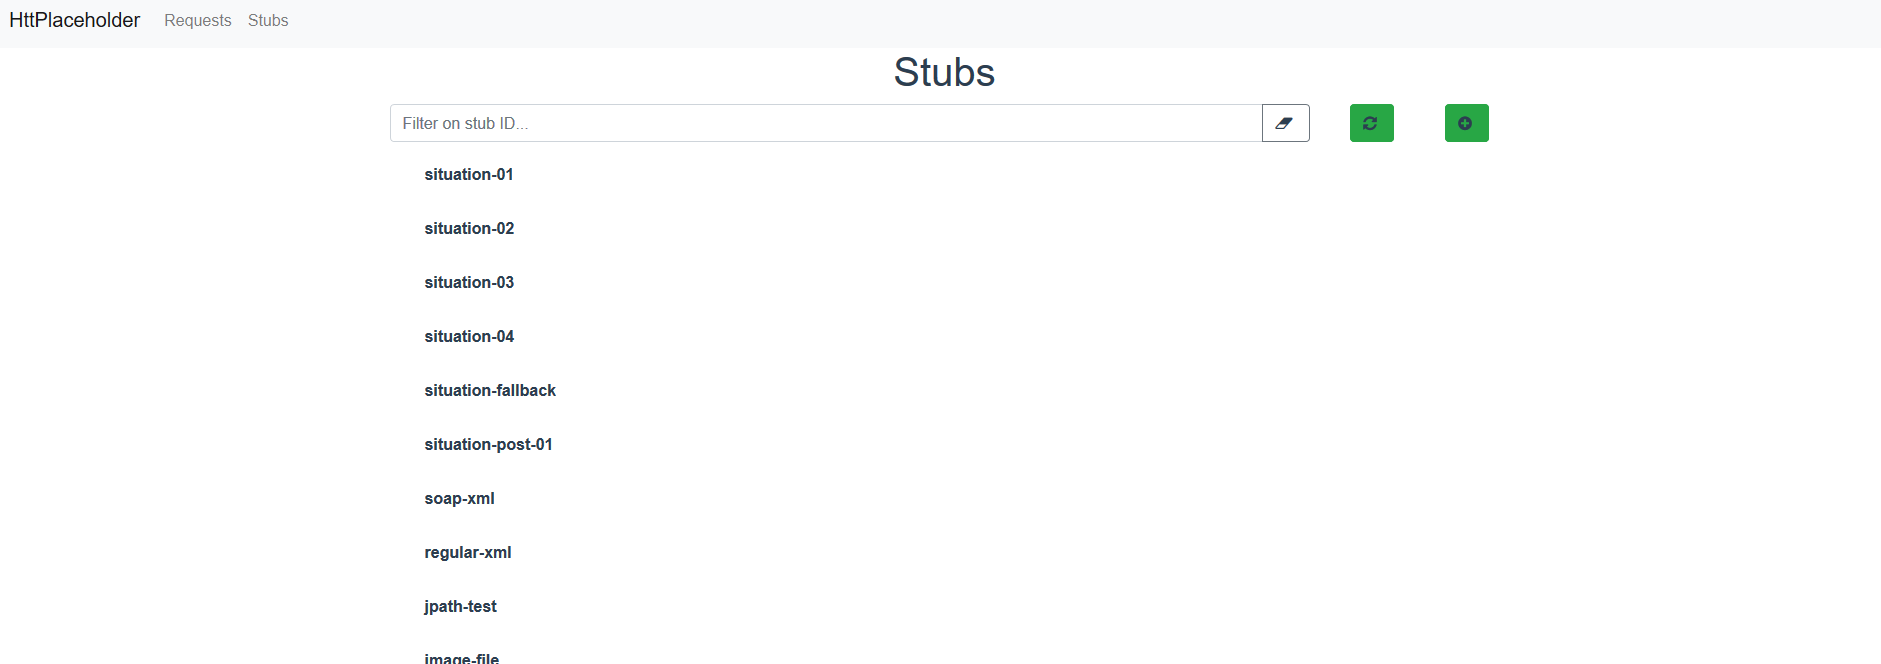 HttPlaceholder Requests Stubs
Stubs
Filter on stub ID...
situation-01
situation-02
situation-03
situation-04
situation-fallback
situation-post-01
soap-xml
regular-xml
jpath-test
image-file